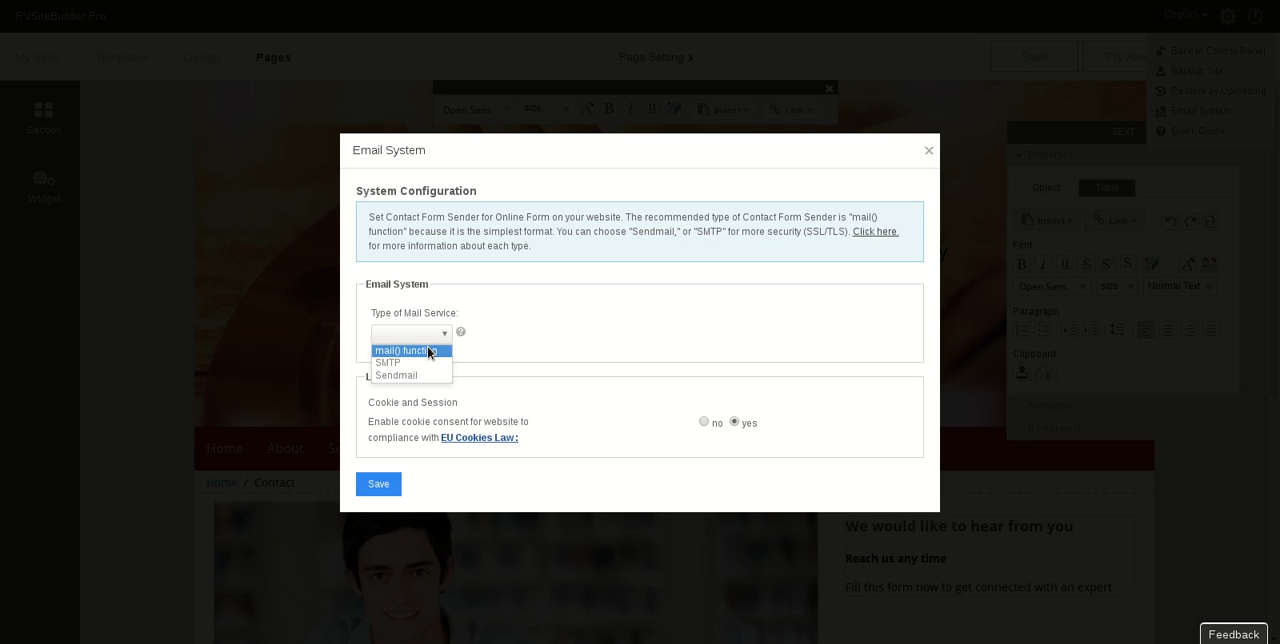 RVSiteBuilder Pro
English
My Sites
Templates
Design
Pages
Page Setting
Save
Preview
Back to Control Panel
Backup Site
Restore by Uploading
Email System
Quick Guide
Section
Widget
Open Sans
size
B
i
u
Insert
Link
TEXT
Properties
Object
Table
Insert
Link
Font
B I U S S S
Open Sans
size
Normal Text
Paragraph
Clipboard
Animation
Background
Email System
System Configuration
Set Contact Form Sender for Online Form on your website. The recommended type of Contact Form Sender is "mail()
function" because it is the simplest format. You can choose "Sendmail," or "SMTP" for more security (SSL/TLS). Click here.
for more information about each type.
Email System
Type of Mail Service:
mail() function
SMTP
Sendmail
Cookie and Session
Enable cookie consent for website to
compliance with EU Cookies Law :
no
yes
Save
Home
About
Home / Contact
We would like to hear from you
Reach us any time
Fill this form now to get connected with an expert
Feedback